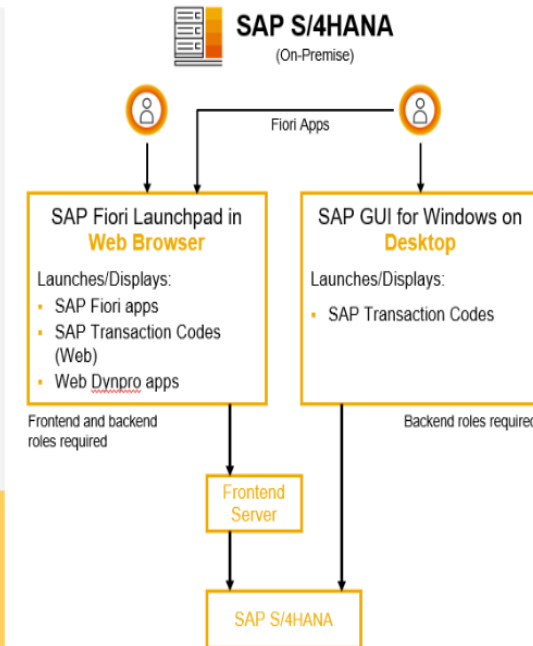 SAP S/4HANA
(On-Premise)
Fiori Apps
SAP Fiori Launchpad in
Web Browser
Launches/Displays:
▪ SAP Fiori apps
▪ SAP Transaction Codes
(Web)
▪ Web Dynpro apps
Frontend and backend
roles required
SAP GUI for Windows on
Desktop
Launches/Displays:
▪ SAP Transaction Codes
Backend roles required
Frontend
Server
SAP S/4HANA